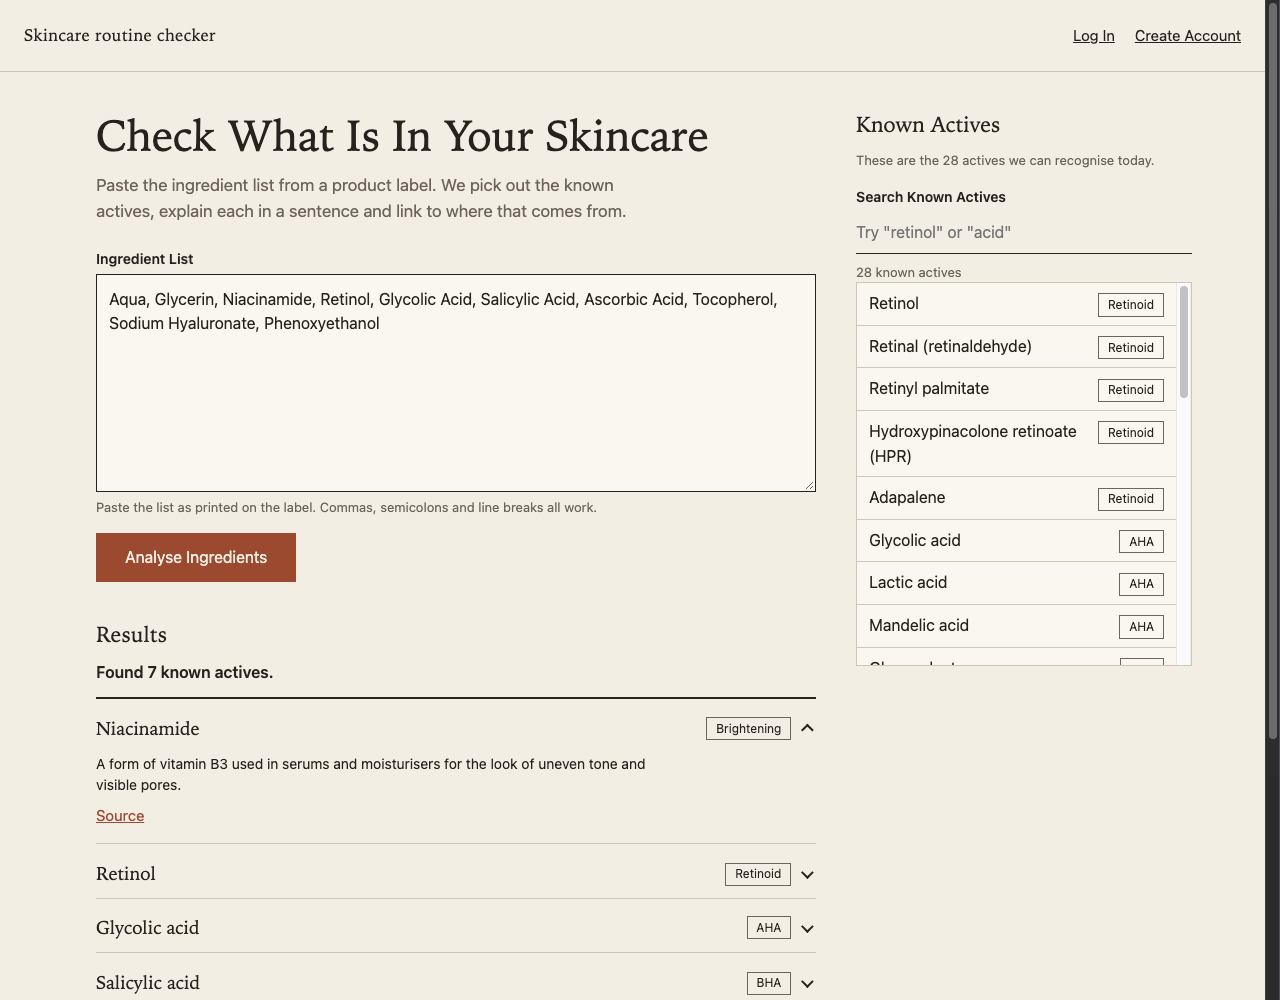 Skincare routine checker
Log In
Create Account
Check What Is In Your Skincare
Paste the ingredient list from a product label. We pick out the known
actives, explain each in a sentence and link to where that comes from.
Ingredient List
Aqua, Glycerin, Niacinamide, Retinol, Glycolic Acid, Salicylic Acid, Ascorbic Acid, Tocopherol,
Sodium Hyaluronate, Phenoxyethanol
Paste the list as printed on the label. Commas, semicolons and line breaks all work.
Analyse Ingredients
Results
Found 7 known actives.
Niacinamide
Brightening
A form of vitamin B3 used in serums and moisturisers for the look of uneven tone and
visible pores.
Source
Retinol
Retinoid
Glycolic acid
AHA
Salicylic acid
BHA
Known Actives
These are the 28 actives we can recognise today.
Search Known Actives
Try "retinol" or "acid"
28 known actives
Retinol
Retinoid
Retinal (retinaldehyde)
Retinoid
Retinyl palmitate
Retinoid
Hydroxypinacolone retinoate
(HPR)
Retinoid
Adapalene
Retinoid
Glycolic acid
AHA
Lactic acid
AHA
Mandelic acid
AHA